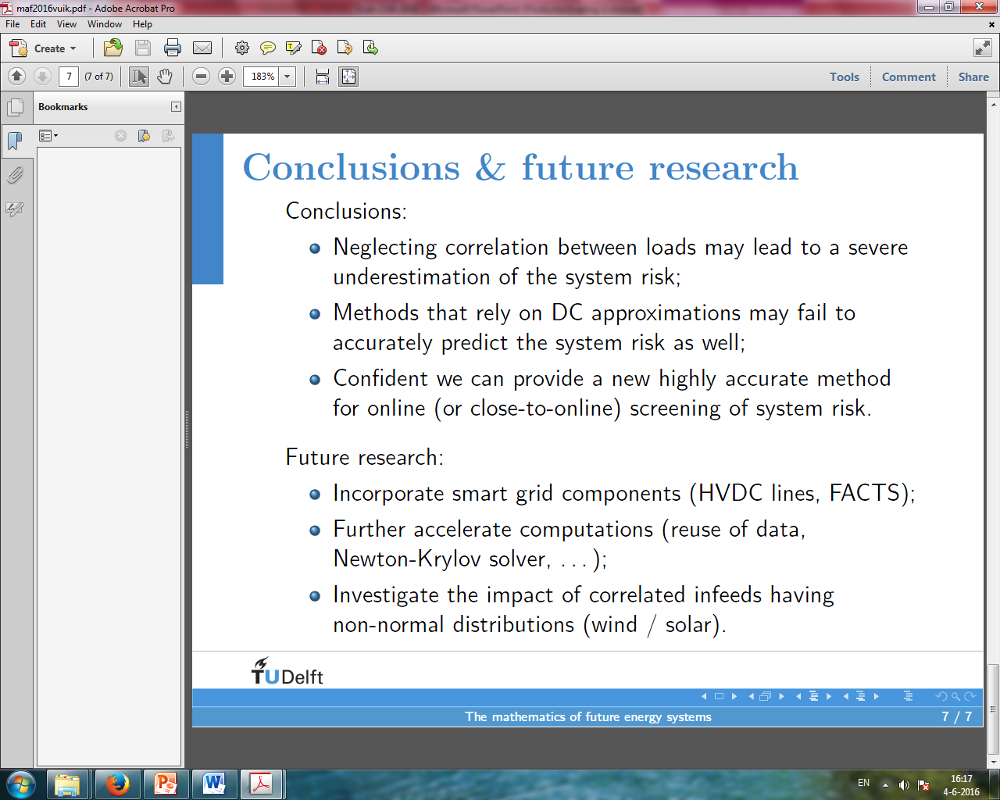 maf2016vuik.pdf - Adobe Acrobat Pro
File Edit View Window Help
Create
7 (7 of 7) 183% Tools Comment Share
Bookmarks
Conclusions & future research
Conclusions:
Neglecting correlation between loads may lead to a severe
underestimation of the system risk;
Methods that rely on DC approximations may fail to
accurately predict the system risk as well;
Confident we can provide a new highly accurate method
for online (or close-to-online) screening of system risk.
Future research:
Incorporate smart grid components (HVDC lines, FACTS);
Further accelerate computations (reuse of data,
Newton-Krylov solver, ...);
Investigate the impact of correlated infeeds having
non-normal distributions (wind / solar).
TUDelft
The mathematics of future energy systems 7 / 7
EN 16:17
4-6-2016